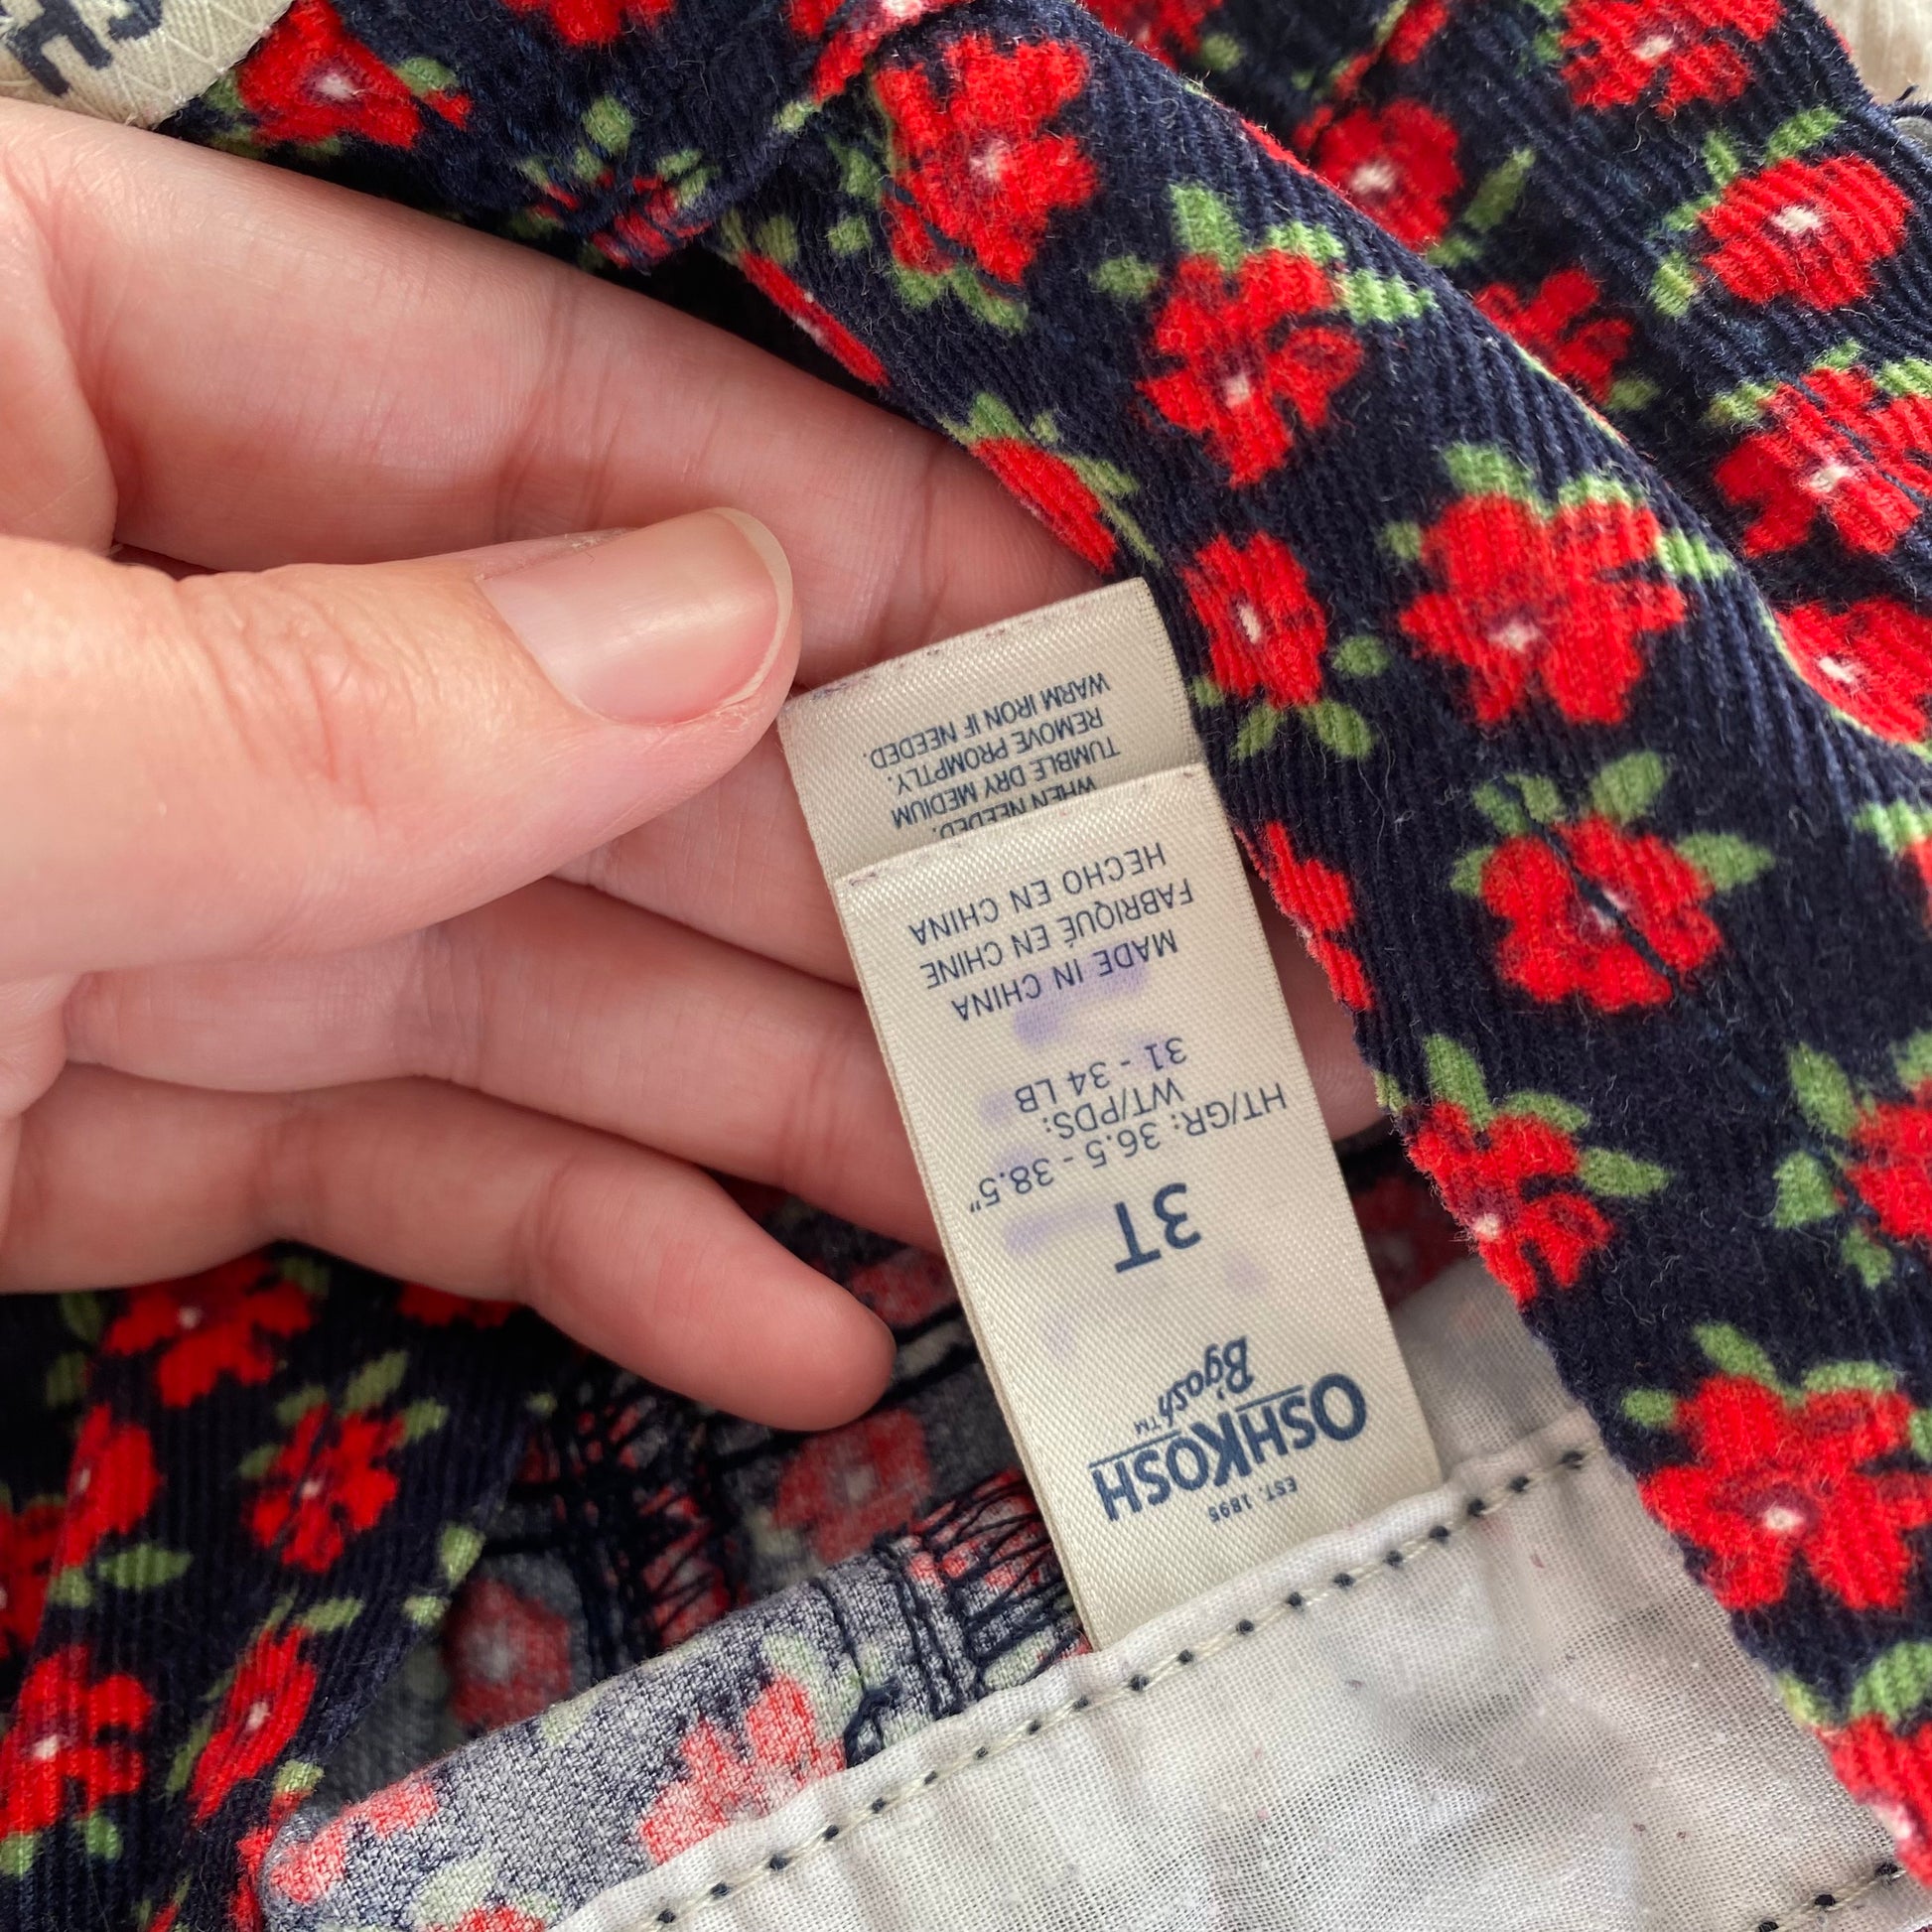 EST. 1895
OSHKOSH
B'gosh™
3T
HT/GR: 36.5 - 38.5"
WT/PDS:
31 - 34 LB
MADE IN CHINA
FABRIQUÉ EN CHINE
HECHO EN CHINA
WHEN NEEDED.
TUMBLE DRY MEDIUM
REMOVE PROMPTLY.
WARM IRON IF NEEDED.